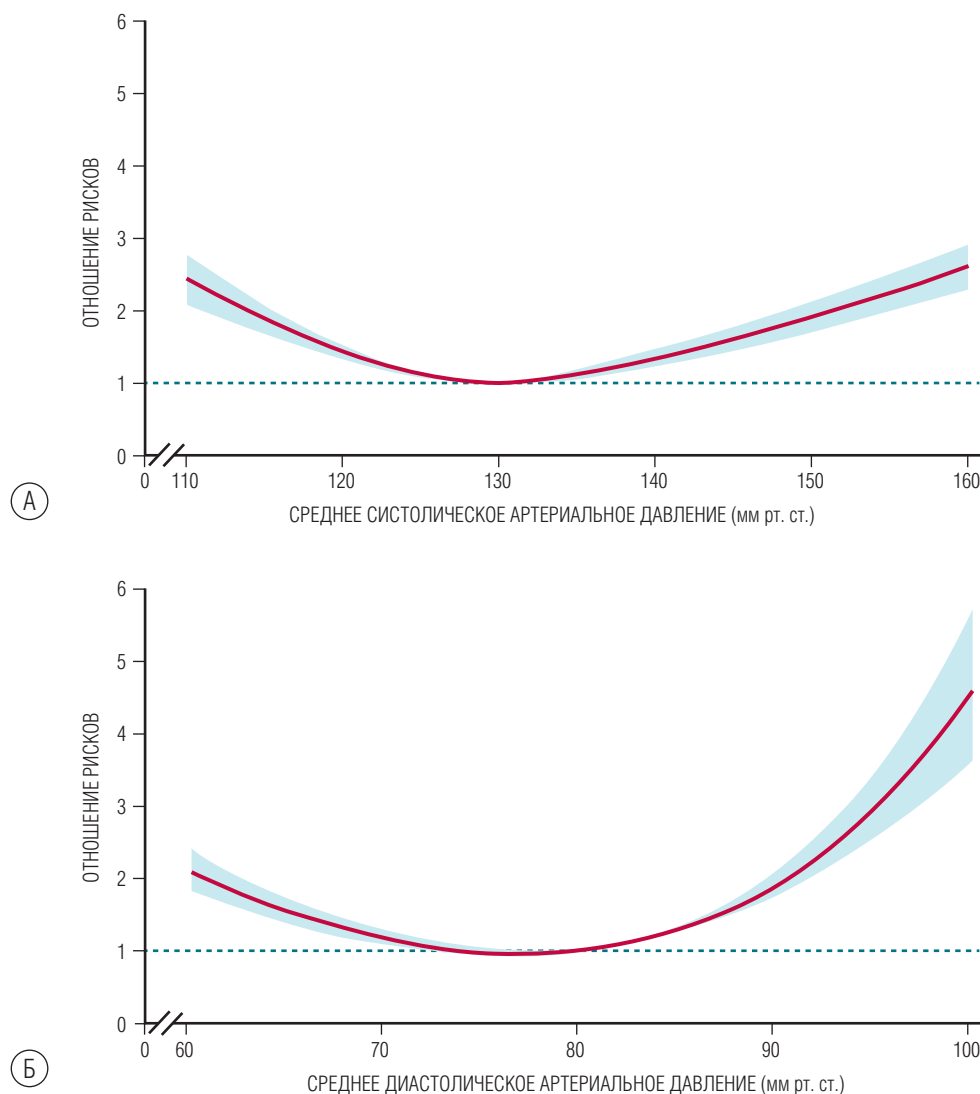 6
5
4
3
2
1
0
ОТНОШЕНИЕ РИСКОВ
0 110 120 130 140 150 160
СРЕДНЕЕ СИСТОЛИЧЕСКОЕ АРТЕРИАЛЬНОЕ ДАВЛЕНИЕ (мм рт. ст.)
А
6
5
4
3
2
1
0
ОТНОШЕНИЕ РИСКОВ
0 60 70 80 90 100
СРЕДНЕЕ ДИАСТОЛИЧЕСКОЕ АРТЕРИАЛЬНОЕ ДАВЛЕНИЕ (мм рт. ст.)
Б